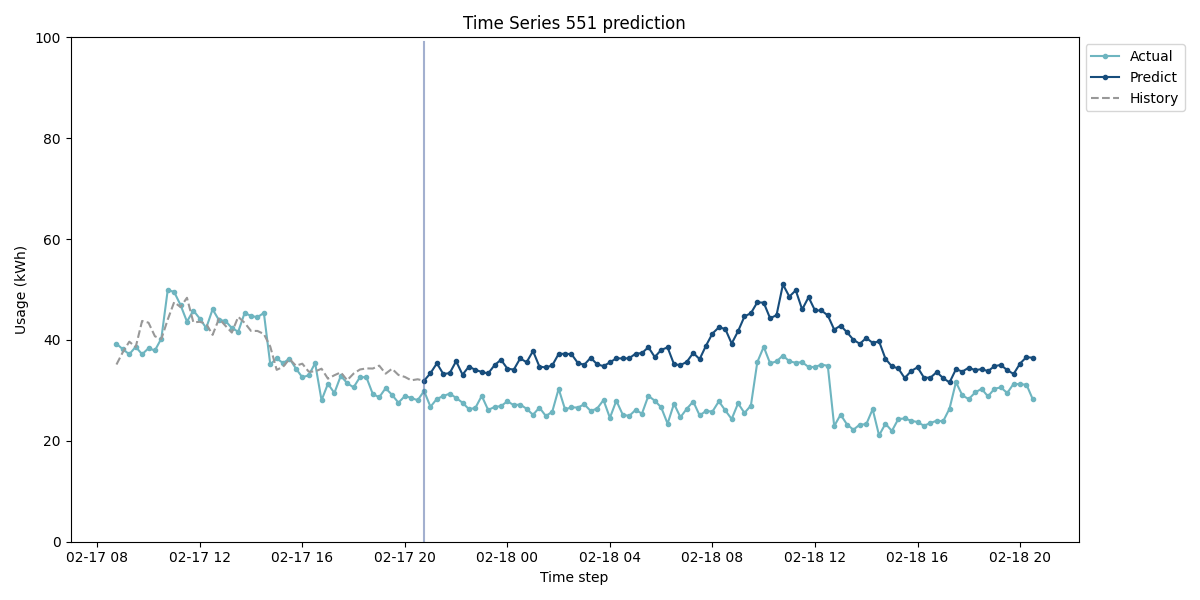 Time Series 551 prediction
Usage (kWh)
100
80
60
40
20
0
02-17 08
02-17 12
02-17 16
02-17 20
02-18 00
02-18 04
02-18 08
02-18 12
02-18 16
02-18 20
Time step
Actual
Predict
History